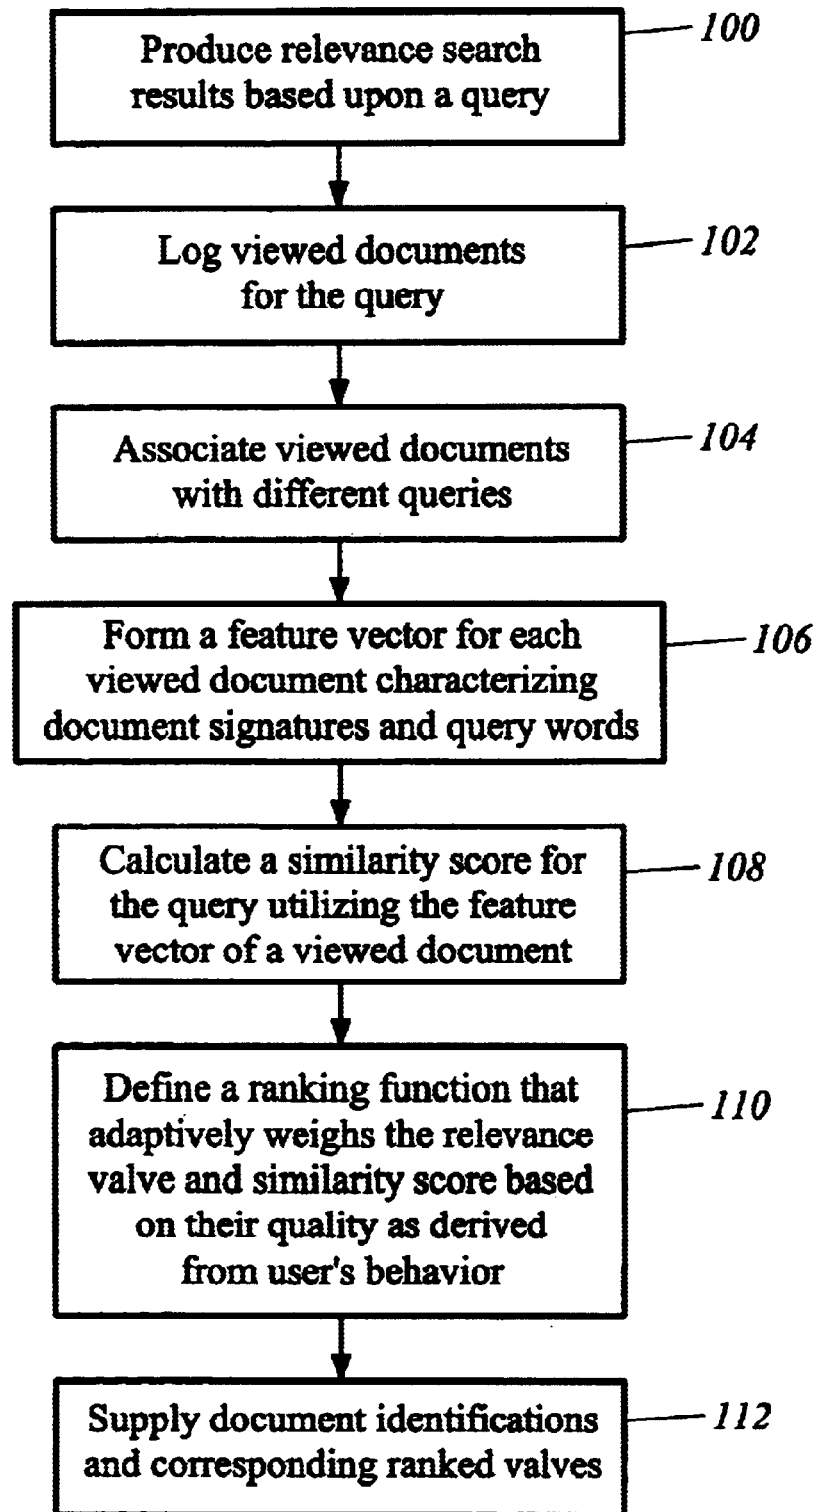 Produce relevance search
results based upon a query
100
Log viewed documents
for the query
102
Associate viewed documents
with different queries
104
Form a feature vector for each
viewed document characterizing
document signatures and query words
106
Calculate a similarity score for
the query utilizing the feature
vector of a viewed document
108
Define a ranking function that
adaptively weighs the relevance
valve and similarity score based
on their quality as derived
from user's behavior
110
Supply document identifications
and corresponding ranked valves
112